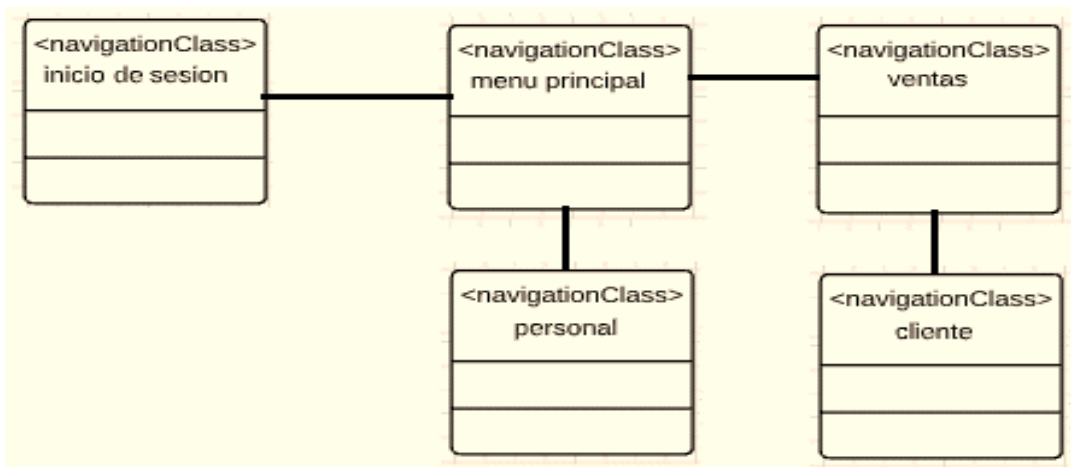 <navigationClass>
inicio de sesion
<navigationClass>
menu principal
<navigationClass>
ventas
<navigationClass>
personal
<navigationClass>
cliente